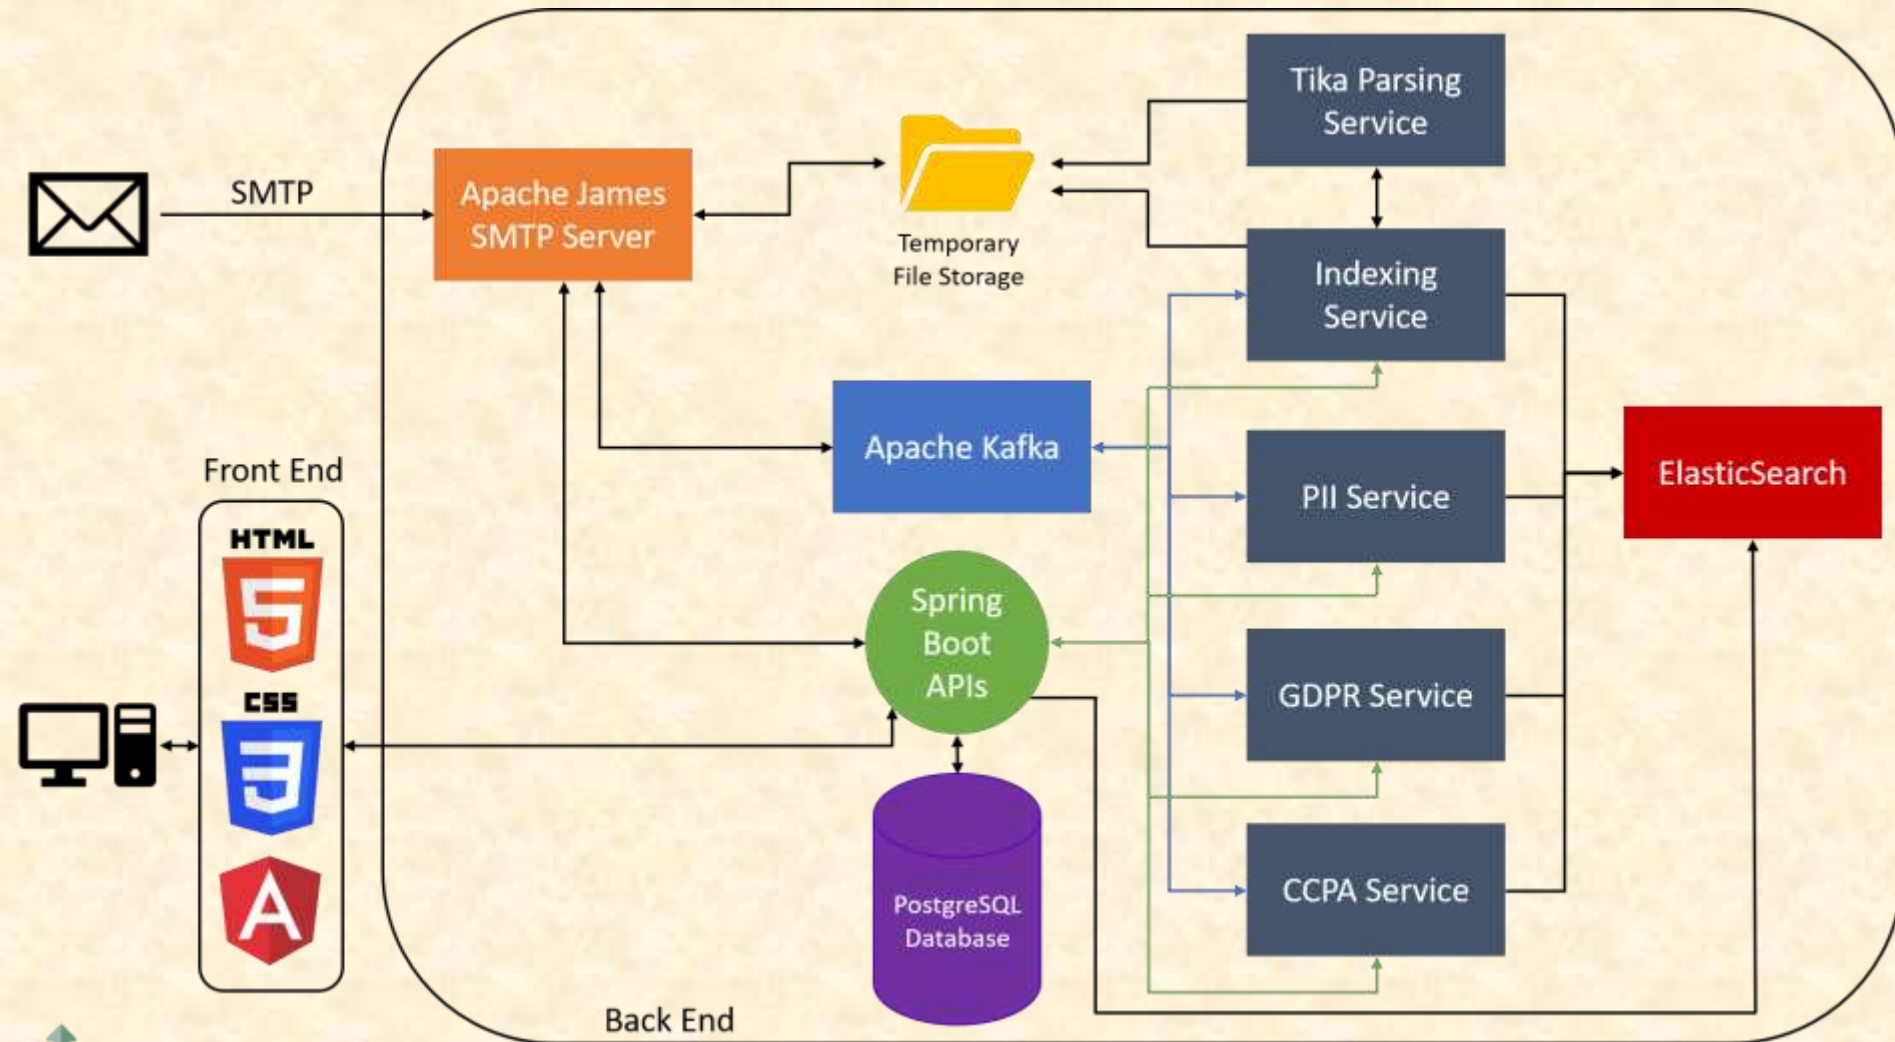 Tika Parsing
Service
SMTP
Apache James
SMTP Server
Temporary
File Storage
Indexing
Service
Apache Kafka
ElasticSearch
Front End
PII Service
HTML
5
Spring
Boot
APIs
GDPR Service
CSS
3
A
CCPA Service
PostgreSQL
Database
Back End